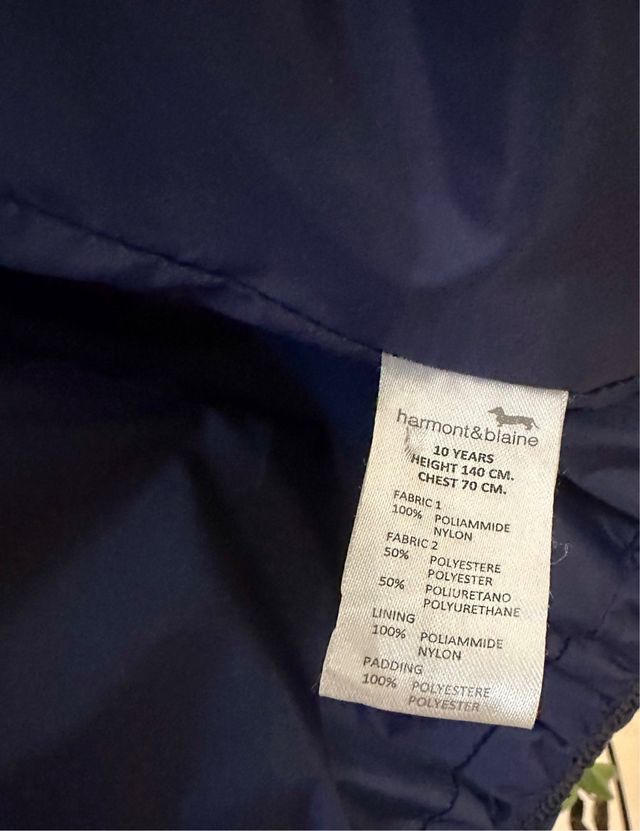 harmont&blaine
10 YEARS
HEIGHT 140 CM.
CHEST 70 CM.
FABRIC 1
100% POLIAMMIDE
NYLON
FABRIC 2
50% POLYESTERE
POLYESTER
50% POLIURETANO
POLYURETHANE
LINING
100% POLIAMMIDE
NYLON
PADDING
100% POLYESTERE
POLYESTER